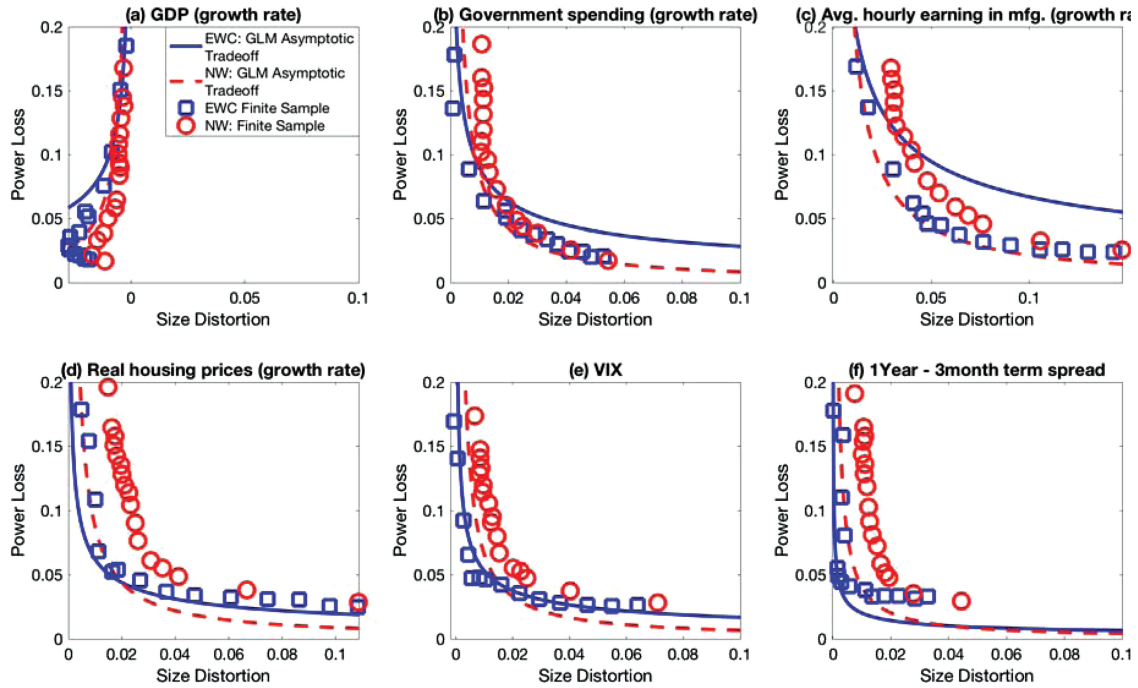 (a) GDP (growth rate)
0.2
0.15
0.1
0.05
0
Power Loss
EWC: GLM Asymptotic
Tradeoff
NW: GLM Asymptotic
Tradeoff
EWC Finite Sample
NW: Finite Sample
0 0.05 0.1
Size Distortion
(b) Government spending (growth rate)
0.2
0.15
0.1
0.05
0
Power Loss
0 0.02 0.04 0.06 0.08 0.1
Size Distortion
(c) Avg. hourly earning in mfg. (growth ra
0.2
0.15
0.1
0.05
0
Power Loss
0 0.05 0.1
Size Distortion
(d) Real housing prices (growth rate)
0.2
0.15
0.1
0.05
0
Power Loss
0 0.02 0.04 0.06 0.08 0.1
Size Distortion
(e) VIX
0.2
0.15
0.1
0.05
0
Power Loss
0 0.02 0.04 0.06 0.08 0.1
Size Distortion
(f) 1Year - 3month term spread
0.2
0.15
0.1
0.05
0
Power Loss
0 0.02 0.04 0.06 0.08 0.1
Size Distortion